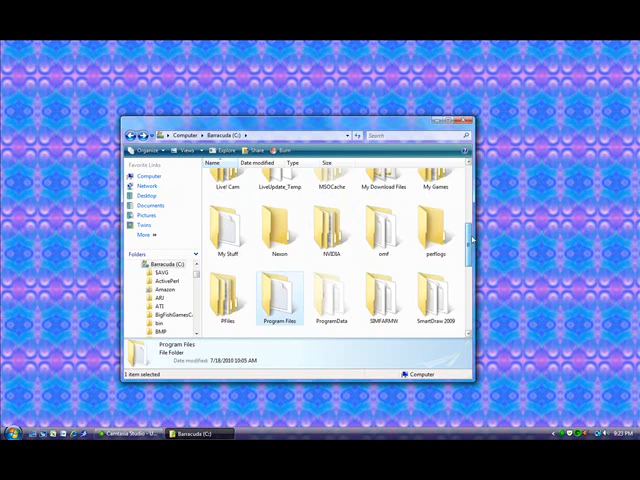 Computer
Barracuda (C:)
Search
Organize
Views
Explore
Share
Burn
Favorite Links
Computer
Network
Desktop
Documents
Pictures
Twins
More
Folders
Barracuda (C:)
$AVG
ActivePerl
Amazon
ARJ
ATI
BigFishGamesCa
bin
BMP
Name
Date modified
Type
Size
Live! Cam
LiveUpdate_Temp
MSOCache
My Download Files
My Games
My Stuff
Nexon
NVIDIA
omf
perflogs
PFiles
Program Files
ProgramData
SIMFARMW
SmartDraw 2009
Program Files
File Folder
Date modified: 7/18/2010 10:05 AM
1 item selected
Computer
Camtasia Studio - U...
Barracuda (C:)
9:23 PM